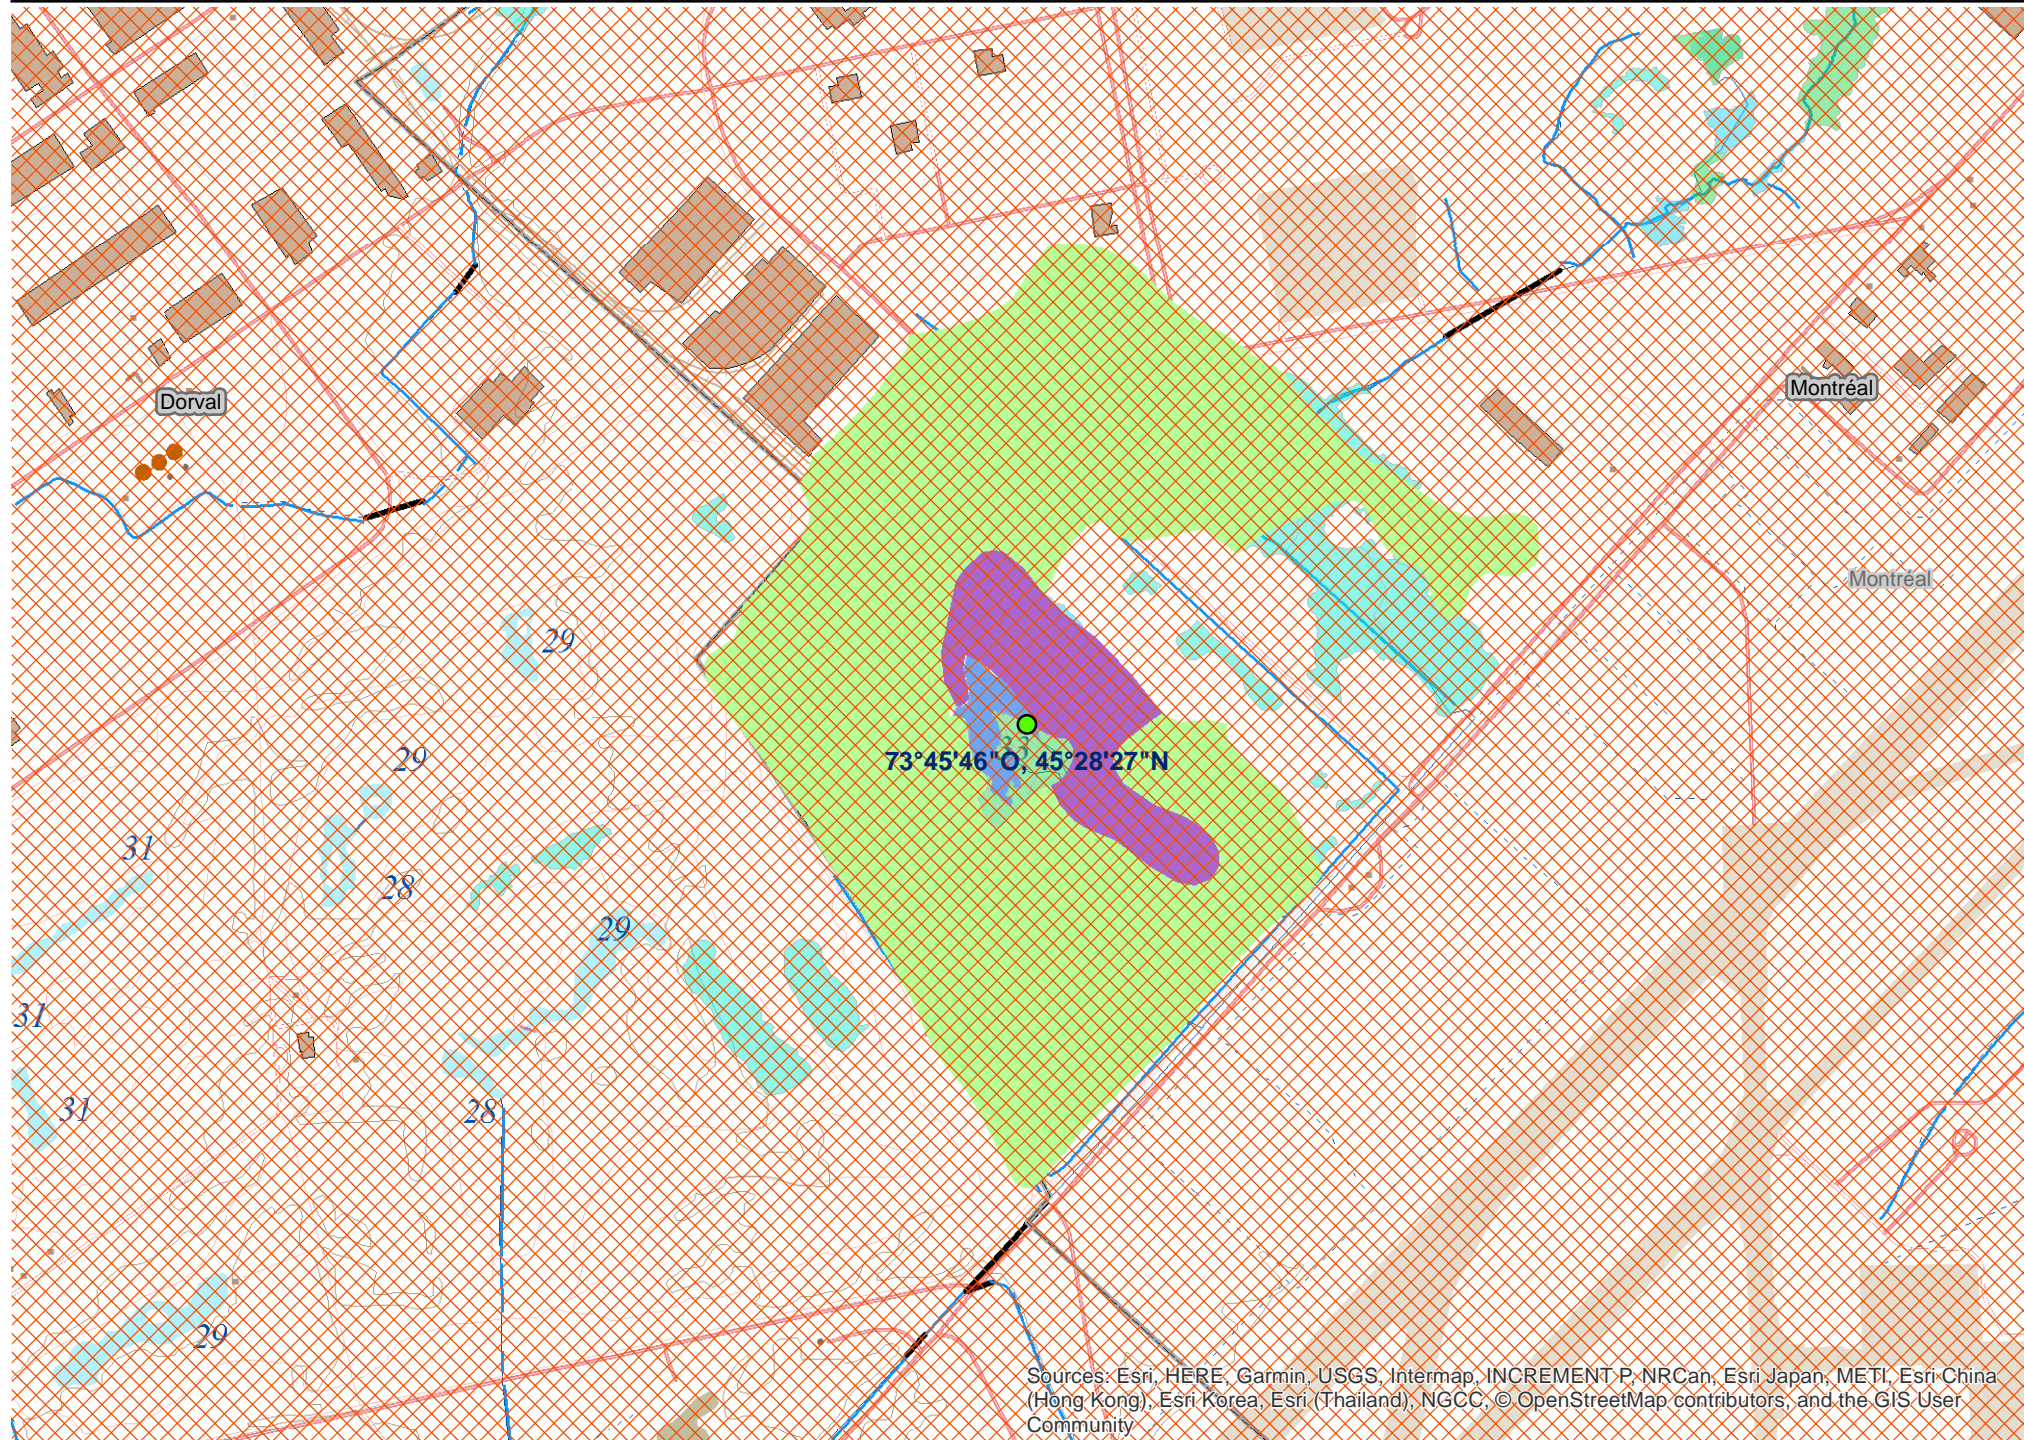 Montréal
Dorval
Montréal
29
33
73°45'46"O, 45°28'27"N
29
31
28
29
31
31
28
29
Sources: Esri, HERE, Garmin, USGS, Intermap, INCREMENT P, NRCan, Esri Japan, METI, Esri China
(Hong Kong), Esri Korea, Esri (Thailand), NGCC, © OpenStreetMap contributors, and the GIS User
Community